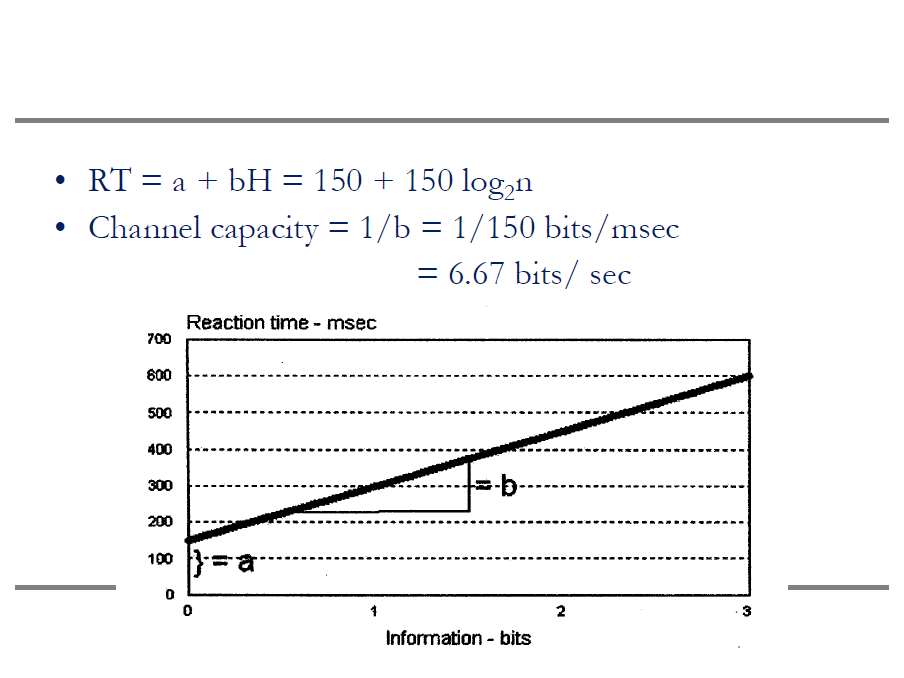 • RT = a + bH = 150 + 150 log₂n
• Channel capacity = 1/b = 1/150 bits/msec
= 6.67 bits/ sec
Reaction time - msec
700
600
500
400
300
200
100
0
= b
} = a
0 1 2 3
Information - bits